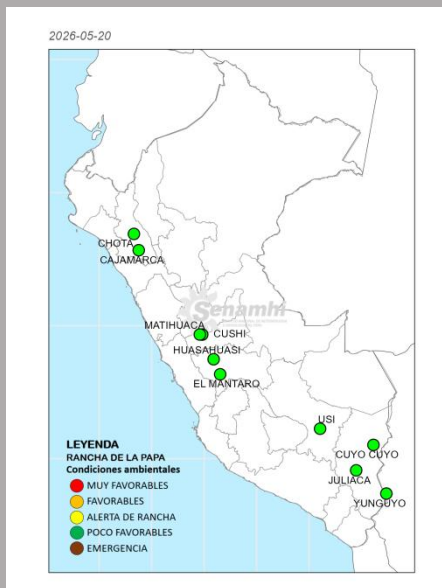 2026-05-20
CHOTA
CAJAMARCA
Senamhi
MATIHUACA
CUSHI
HUASAHUASI
EL MANTARO
USI
CUYO CUYO
JULIACA
YUNGUYO
LEYENDA
RANCHA DE LA PAPA
Condiciones ambientales
MUY FAVORABLES
FAVORABLES
ALERTA DE RANCHA
POCO FAVORABLES
EMERGENCIA